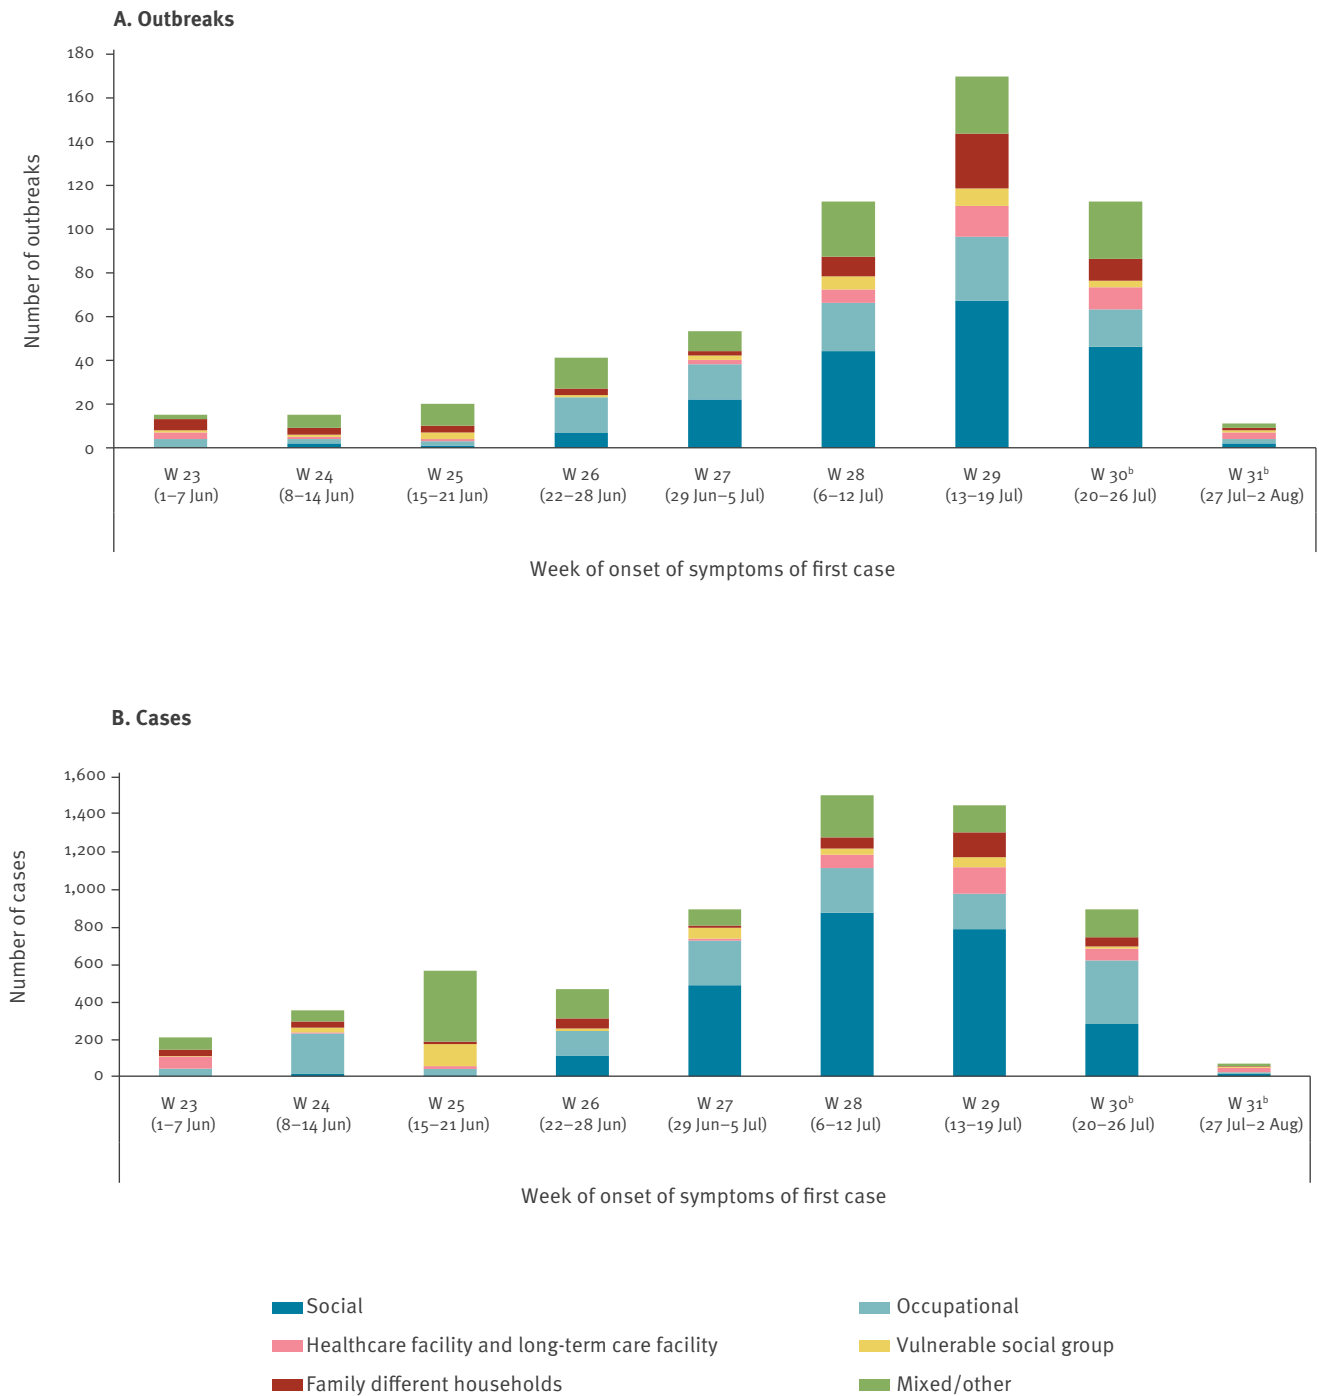 A. Outbreaks
180
160
140
120
100
80
60
40
20
0
Number of outbreaks
W 23 W 24 W 25 W 26 W 27 W 28 W 29 W 30b W 31b
(1–7 Jun) (8–14 Jun) (15–21 Jun) (22–28 Jun) (29 Jun–5 Jul) (6–12 Jul) (13–19 Jul) (20–26 Jul) (27 Jul–2 Aug)
Week of onset of symptoms of first case
B. Cases
1,600
1,400
1,200
1,000
800
600
400
200
0
Number of cases
W 23 W 24 W 25 W 26 W 27 W 28 W 29 W 30b W 31b
(1–7 Jun) (8–14 Jun) (15–21 Jun) (22–28 Jun) (29 Jun–5 Jul) (6–12 Jul) (13–19 Jul) (20–26 Jul) (27 Jul–2 Aug)
Week of onset of symptoms of first case
Social Occupational
Healthcare facility and long-term care facility Vulnerable social group
Family different households Mixed/other